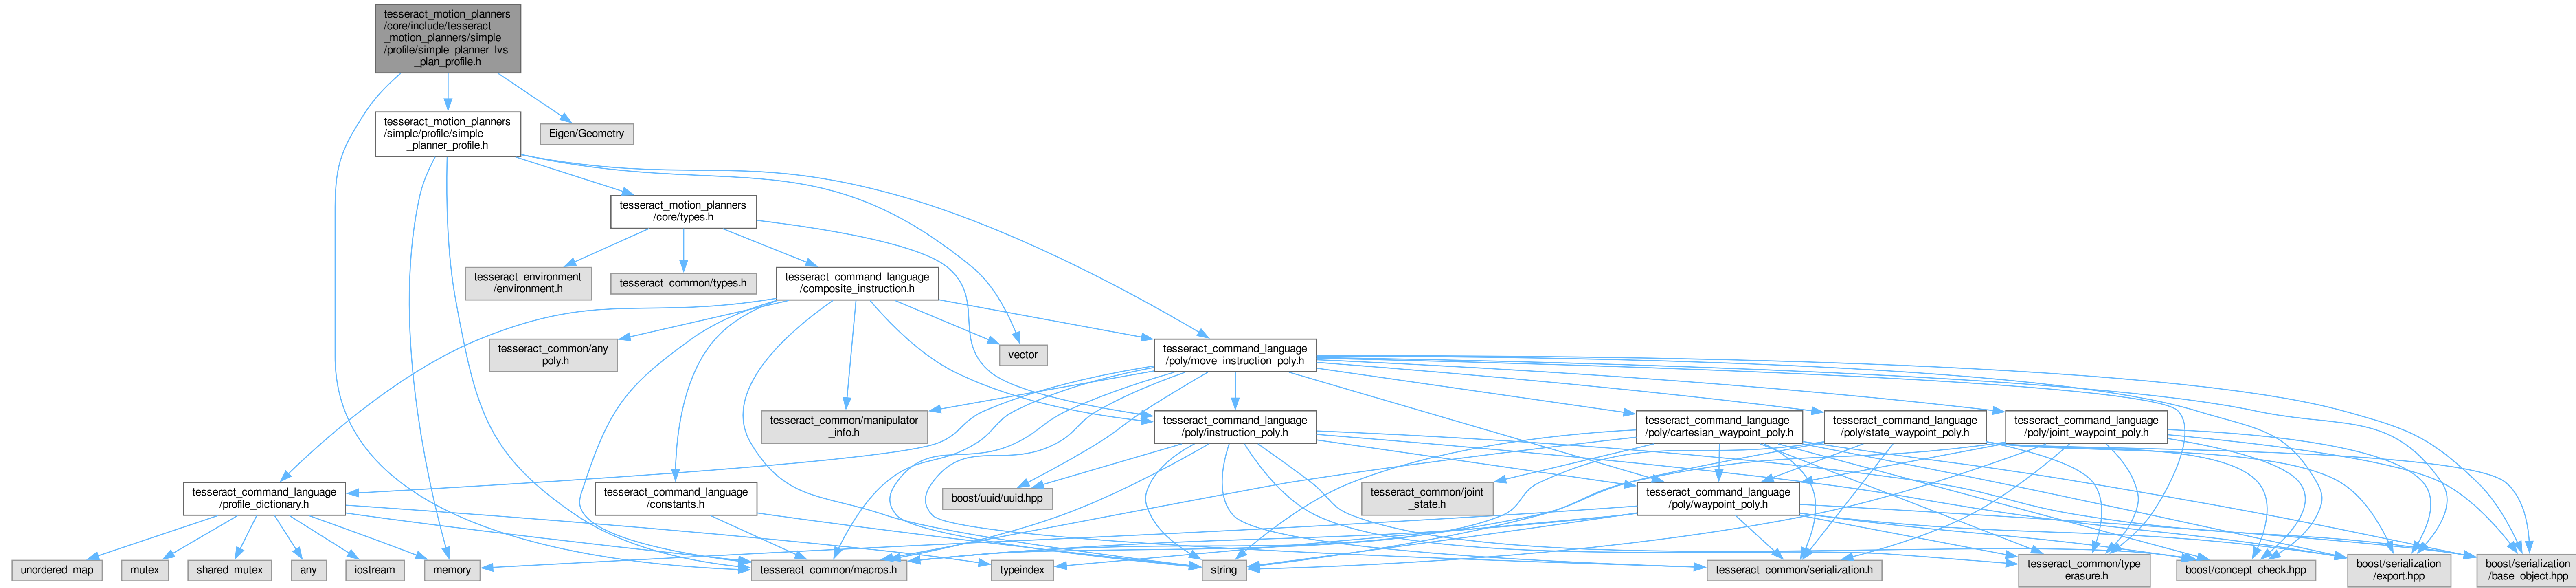 tesseract_motion_planners
/core/include/tesseract
_motion_planners/simple
/profile/simple_planner_lvs
_plan_profile.h
tesseract_motion_planners
/simple/profile/simple
_planner_profile.h
Eigen/Geometry
tesseract_motion_planners
/core/types.h
tesseract_environment
/environment.h
tesseract_common/types.h
tesseract_command_language
/composite_instruction.h
tesseract_common/any
_poly.h
vector
tesseract_command_language
/poly/move_instruction_poly.h
tesseract_common/manipulator
_info.h
tesseract_command_language
/poly/instruction_poly.h
tesseract_command_language
/poly/cartesian_waypoint_poly.h
tesseract_command_language
/poly/state_waypoint_poly.h
tesseract_command_language
/poly/joint_waypoint_poly.h
tesseract_command_language
/profile_dictionary.h
tesseract_command_language
/constants.h
boost/uuid/uuid.hpp
tesseract_common/joint
_state.h
tesseract_command_language
/poly/waypoint_poly.h
unordered_map
mutex
shared_mutex
any
iostream
memory
tesseract_common/macros.h
typeindex
string
tesseract_common/serialization.h
tesseract_common/type
_erasure.h
boost/concept_check.hpp
boost/serialization
/export.hpp
boost/serialization
/base_object.hpp